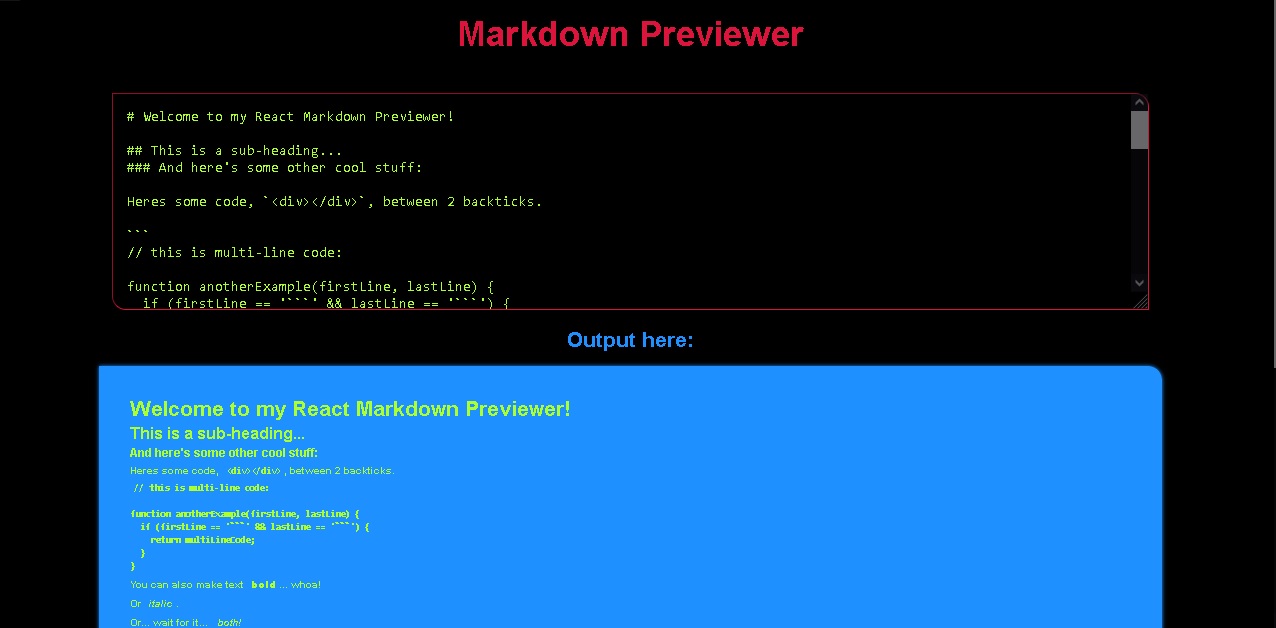 Markdown Previewer
# Welcome to my React Markdown Previewer!
## This is a sub-heading...
### And here's some other cool stuff:
Heres some code, `<div></div>`, between 2 backticks.
```
// this is multi-line code:
function anotherExample(firstLine, lastLine) {
  if (firstLine == '```' && lastLine == '```') {
Output here:
Welcome to my React Markdown Previewer!
This is a sub-heading...
And here's some other cool stuff:
Heres some code, <div></div>, between 2 backticks.
// this is multi-line code:
function anotherExample(firstLine, lastLine) {
  if (firstLine == '```' && lastLine == '```') {
    return multiLineCode;
  }
}
You can also make text bold... whoa!
Or italic.
Or... wait for it... both!